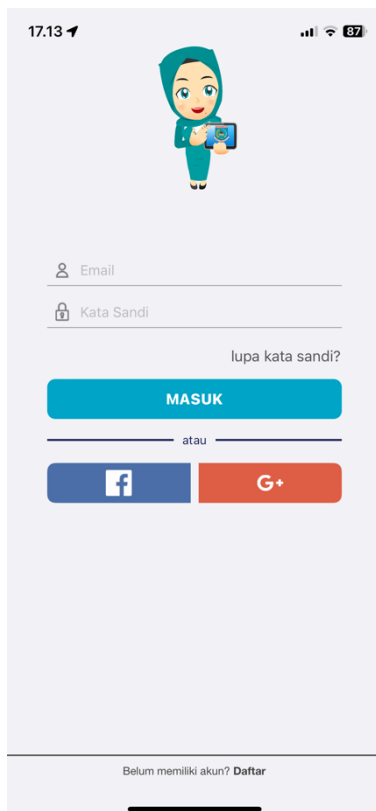 17.13
87
Email
Kata Sandi
lupa kata sandi?
MASUK
atau
f
G+
Belum memiliki akun? Daftar